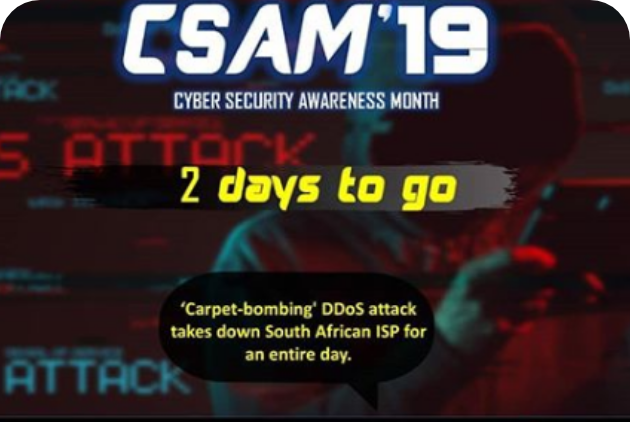 CSAM'19
CYBER SECURITY AWARENESS MONTH
ACK
S ATTACK
2 days to go
‘Carpet-bombing' DDoS attack
takes down South African ISP for
an entire day.
ATTACK